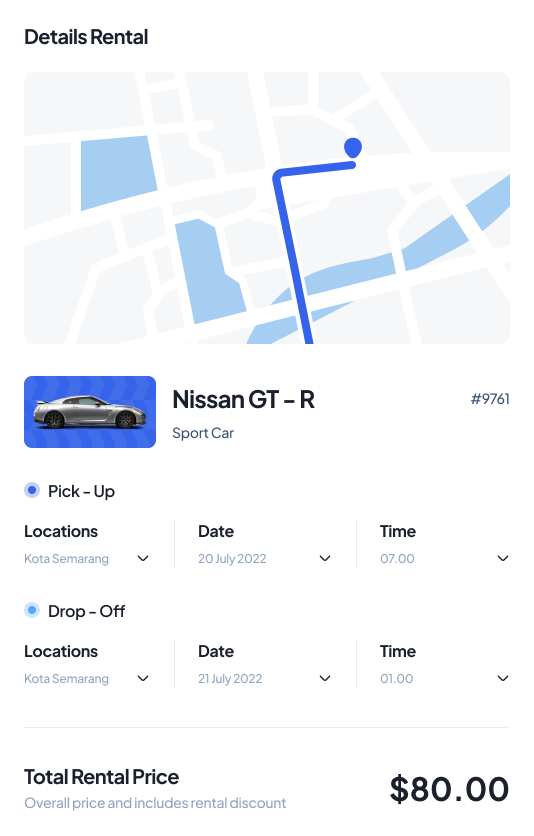 Details Rental
Nissan GT - R
#9761
Sport Car
Pick - Up
Locations
Date
Time
Kota Semarang
20 July 2022
07.00
Drop - Off
Locations
Date
Time
Kota Semarang
21 July 2022
01.00
Total Rental Price
Overall price and includes rental discount
$80.00